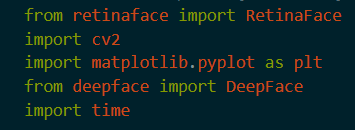 from retinaface import RetinaFace
import cv2
import matplotlib.pyplot as plt
from deepface import DeepFace
import time